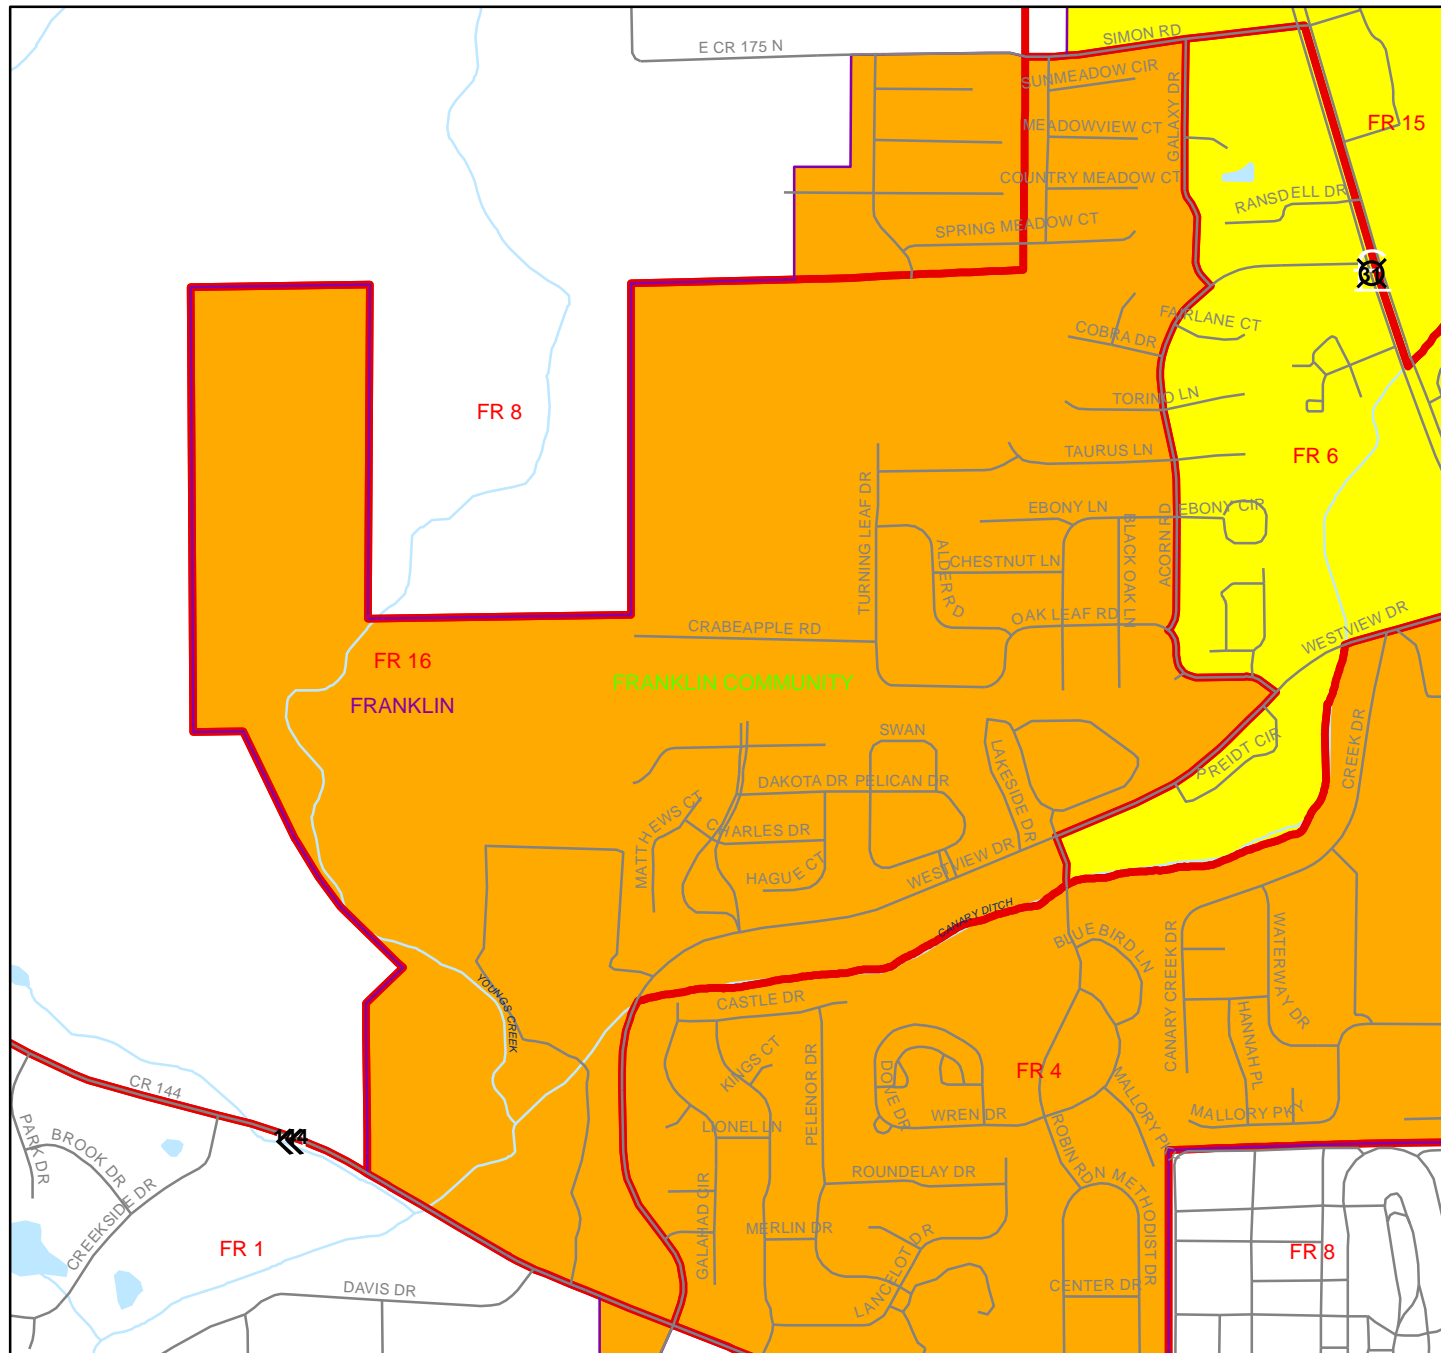 E CR 175 N
SIMON RD
SUNMEADOW CIR
GALAXY DR
MEADOWVIEW CT
FR 15
COUNTRY MEADOW CT
RANSDELL DR
SPRING MEADOW CT
31
FAIRLANE CT
COBRA DR
TORINO LN
FR 8
TAURUS LN
FR 6
TURNING LEAF DR
EBONY LN
BLACK OAK LN
ACORN RD
EBONY CIR
ALDER RD
CHESTNUT LN
OAK LEAF RD
CRABEAPPLE RD
WESTVIEW DR
FR 16
FRANKLIN COMMUNITY
FRANKLIN
SWAN
LAKESIDE DR
PREIDT CIR
CREEK DR
DAKOTA DR
PELICAN DR
MATTHEWS CT
CHARLES DR
HAGUE CT
WESTVIEW DR
CANARY DITCH
BLUE BIRD LN
CANARY CREEK DR
WATERWAY DR
YOUNGS CREEK
CASTLE DR
KINGS CT
PELENOR DR
DOVE DR
FR 4
HANNAH PL
CR 144
144
WREN DR
MALLORY PKY
MALLORY PKY
PARK DR
BROOK DR
LIONEL LN
ROBIN RD
ROUNDELAY DR
N METHODIST DR
CREEKSIDE DR
GALAHAD CIR
MERLIN DR
LANCELOT DR
FR 1
FR 8
DAVIS DR
CENTER DR